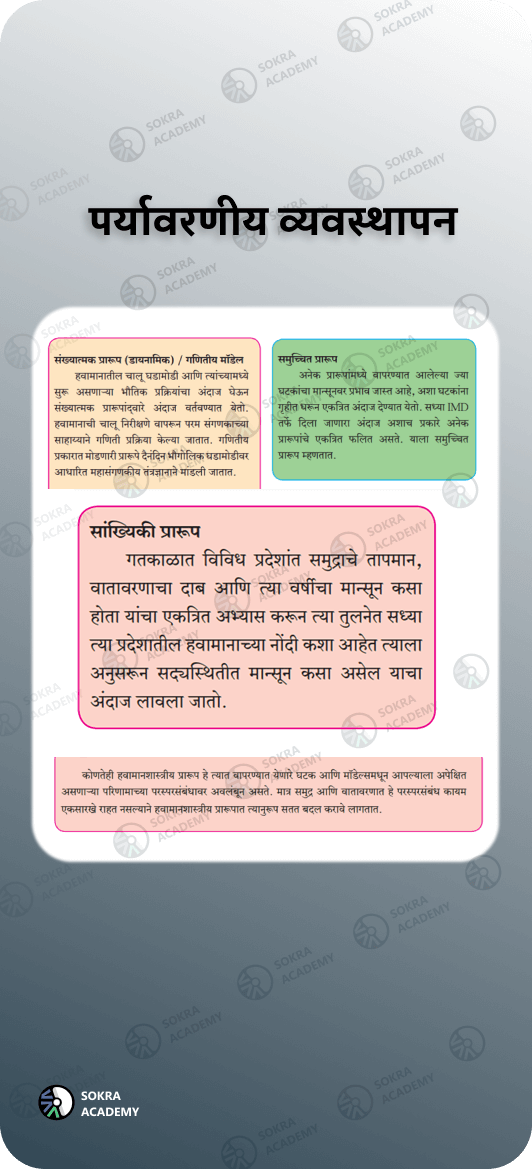 पर्यावरणीय व्यवस्थापन
संख्यात्मक प्रारूप (डायनामिक) / गणितीय मॉडेल
हवामानातील चालू घडामोडी आणि त्यांच्यामध्ये
सुरू असणाऱ्या भौतिक प्रक्रियांचा अंदाज घेऊन
संख्यात्मक प्रारूपांद्वारे अंदाज वर्तवण्यात येतो.
हवामानाची चालू निरीक्षणे वापरून परम संगणकाच्या
साहाय्याने गणिती प्रक्रिया केल्या जातात. गणितीय
प्रकारात मोडणारी प्रारूपे दैनंदिन भौगोलिक घडामोडीवर
आधारित महासंगणकीय तंत्रज्ञानाने मांडली जातात.
समुच्चित प्रारूप
अनेक प्रारूपांमध्ये वापरण्यात आलेल्या ज्या
घटकांचा मान्सूनवर प्रभाव जास्त आहे, अशा घटकांना
गृहीत धरून एकत्रित अंदाज देण्यात येतो. सध्या IMD
तर्फे दिला जाणारा अंदाज अशाच प्रकारे अनेक
प्रारूपांचे एकत्रित फलित असते. याला समुच्चित
प्रारूप म्हणतात.
सांख्यिकी प्रारूप
गतकाळात विविध प्रदेशांत समुद्राचे तापमान,
वातावरणाचा दाब आणि त्या वर्षीचा मान्सून कसा
होता यांचा एकत्रित अभ्यास करून त्या तुलनेत सध्या
त्या प्रदेशातील हवामानाच्या नोंदी कशा आहेत त्याला
अनुसरून सद्यस्थितीत मान्सून कसा असेल याचा
अंदाज लावला जातो.
कोणतेही हवामानशास्त्रीय प्रारूप हे त्यात वापरण्यात येणारे घटक आणि मॉडेल्समधून आपल्याला अपेक्षित
असणाऱ्या परिणामाच्या परस्परसंबंधावर अवलंबून असते. मात्र समुद्र आणि वातावरणात हे परस्परसंबंध कायम
एकसारखे राहत नसल्याने हवामानशास्त्रीय प्रारूपात त्यानुरूप सतत बदल करावे लागतात.
SOKRA
ACADEMY